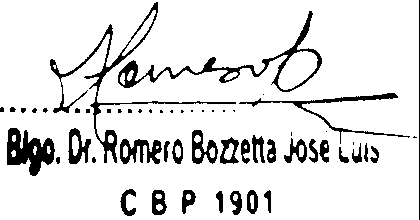 Blgo. Dr. Romero Bozzetta Jose Luis
C B P 1901